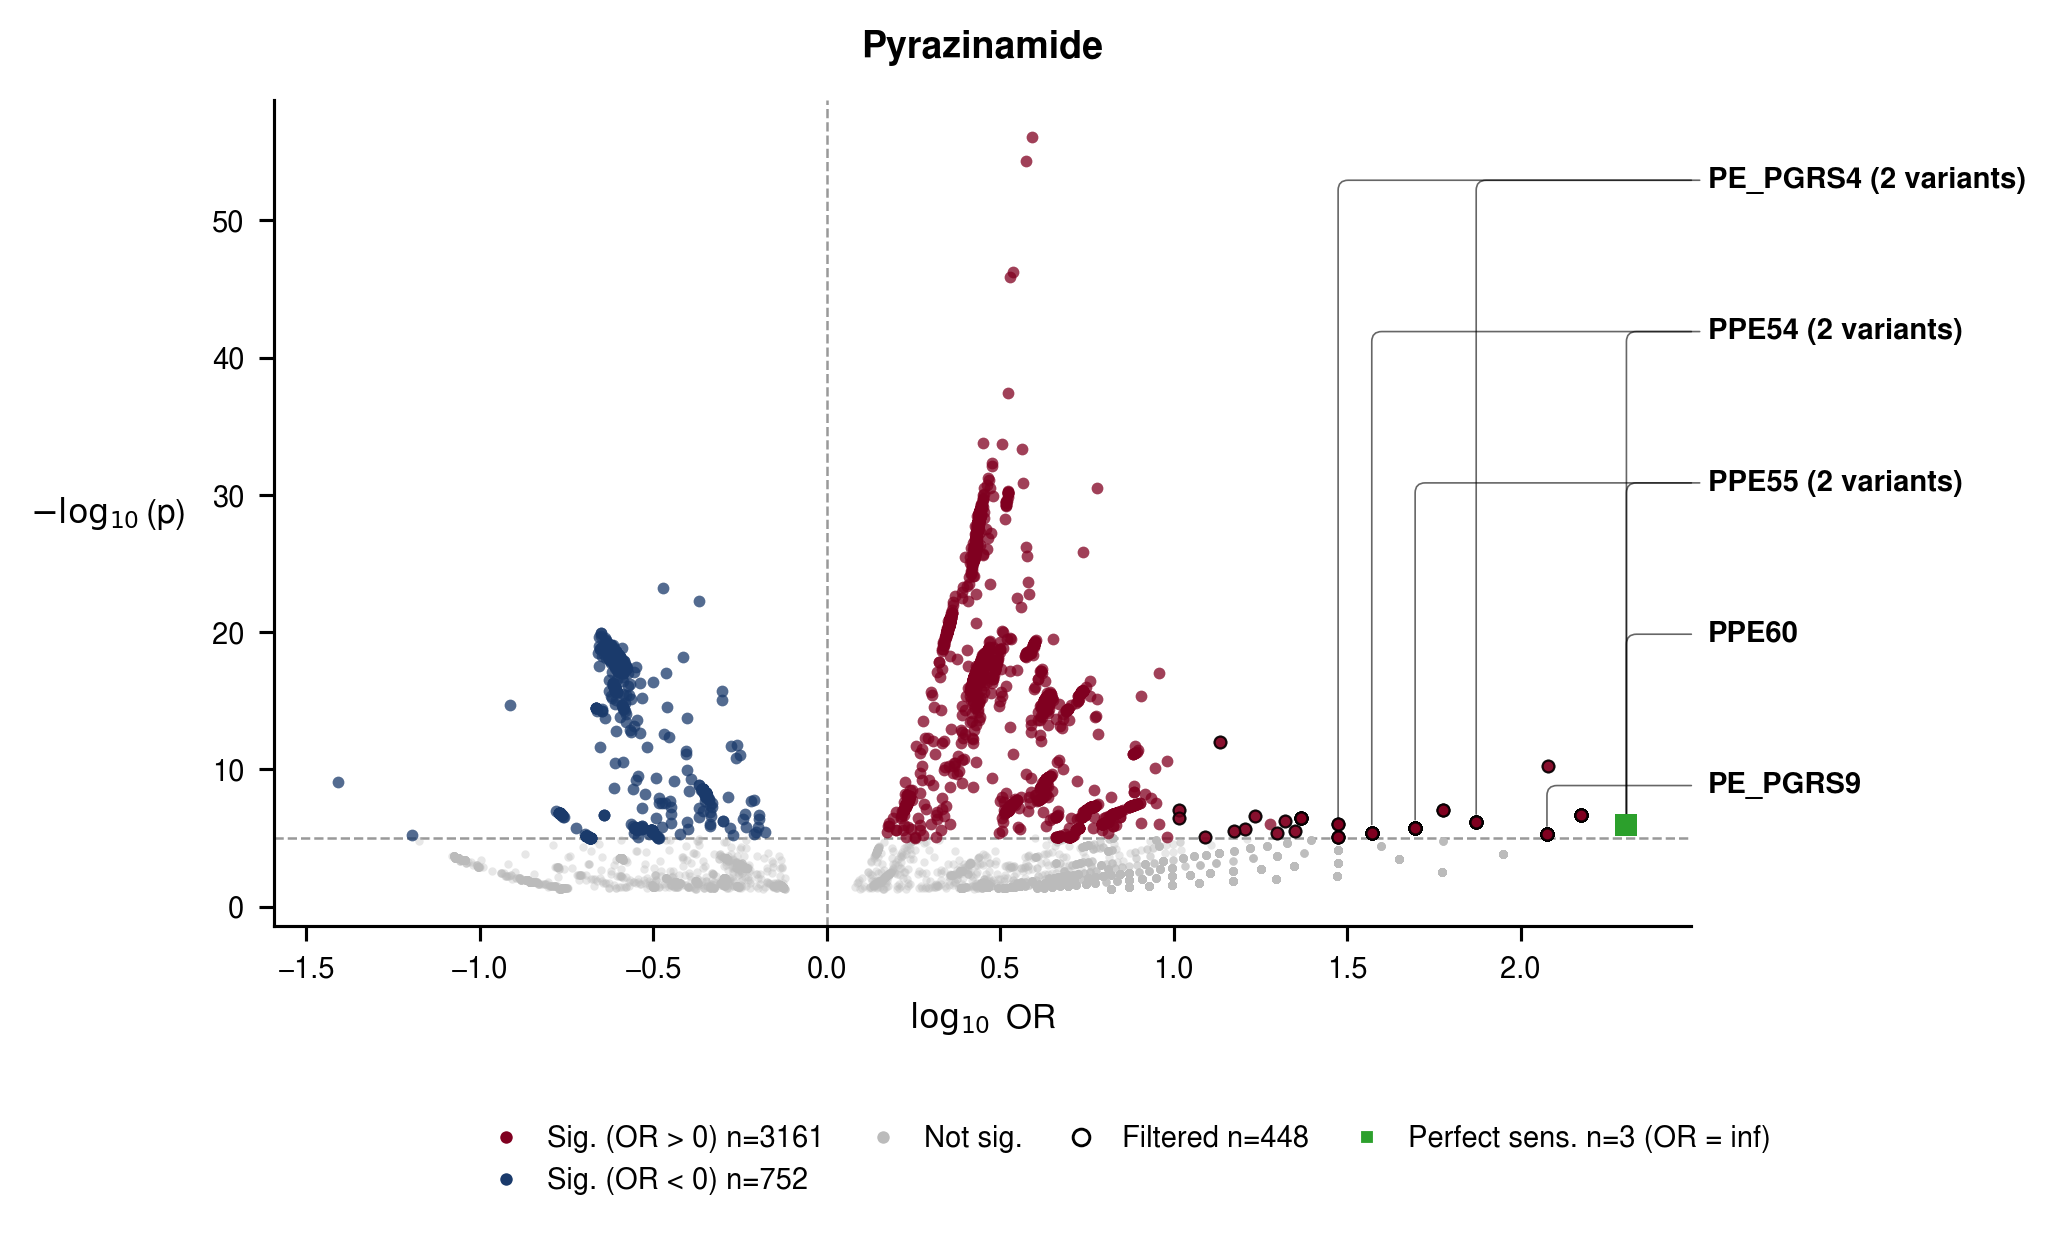 Pyrazinamide
PE_PGRS4 (2 variants)
50
40
PPE54 (2 variants)
−log₁₀ (p)
30
PPE55 (2 variants)
20
PPE60
10
PE_PGRS9
0
−1.5 −1.0 −0.5 0.0 0.5 1.0 1.5 2.0
log₁₀ OR
Sig. (OR > 0) n=3161 Not sig. Filtered n=448 Perfect sens. n=3 (OR = inf)
Sig. (OR < 0) n=752